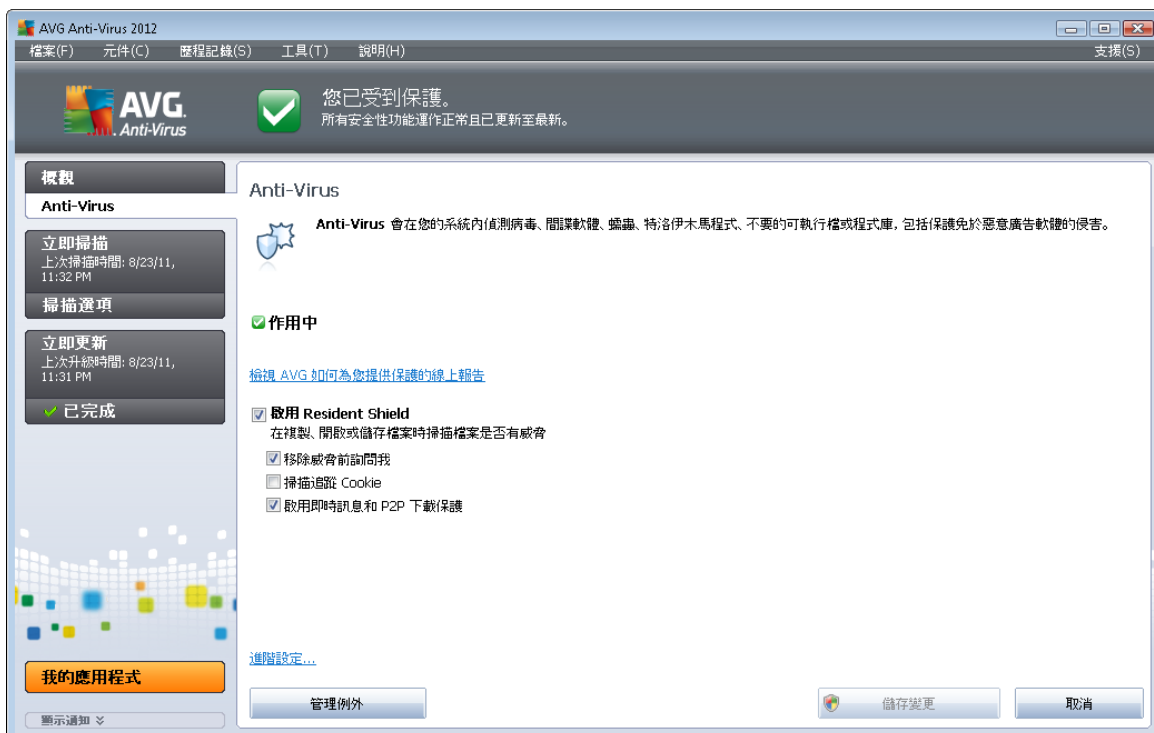 AVG Anti-Virus 2012
檔案(F) 元件(C) 歷程記錄(S) 工具(T) 說明(H) 支援(S)
AVG.
Anti-Virus
您已受到保護。
所有安全性功能運作正常且已更新至最新。
概觀
Anti-Virus
立即掃描
上次掃描時間: 8/23/11,
11:32 PM
掃描選項
立即更新
上次升級時間: 8/23/11,
11:31 PM
已完成
我的應用程式
顯示通知
Anti-Virus
Anti-Virus 會在您的系統內偵測病毒、間諜軟體、蠕蟲、特洛伊木馬程式、不要的可執行檔或程式庫, 包括保護免於惡意廣告軟體的侵害。
作用中
檢視 AVG 如何為您提供保護的線上報告
啟用 Resident Shield
在複製、開啟或儲存檔案時掃描檔案是否有威脅
移除威脅前詢問我
掃描追蹤 Cookie
啟用即時訊息和 P2P 下載保護
進階設定...
管理例外
儲存變更
取消